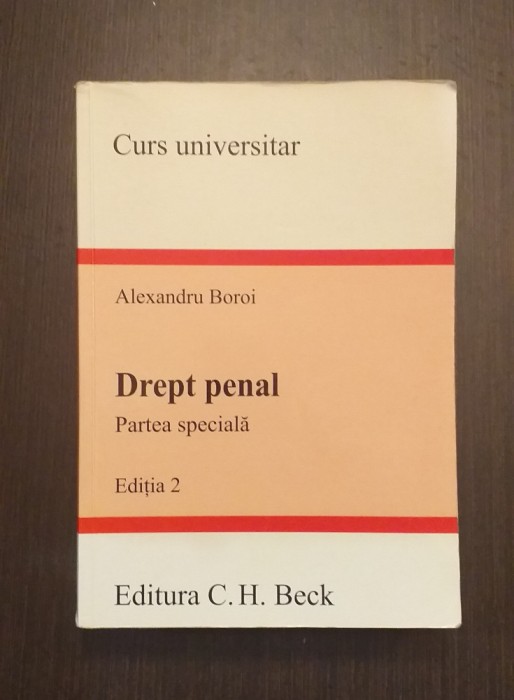 Curs universitar
Alexandru Boroi
Drept penal
Partea specială
Ediția 2
Editura C. H. Beck